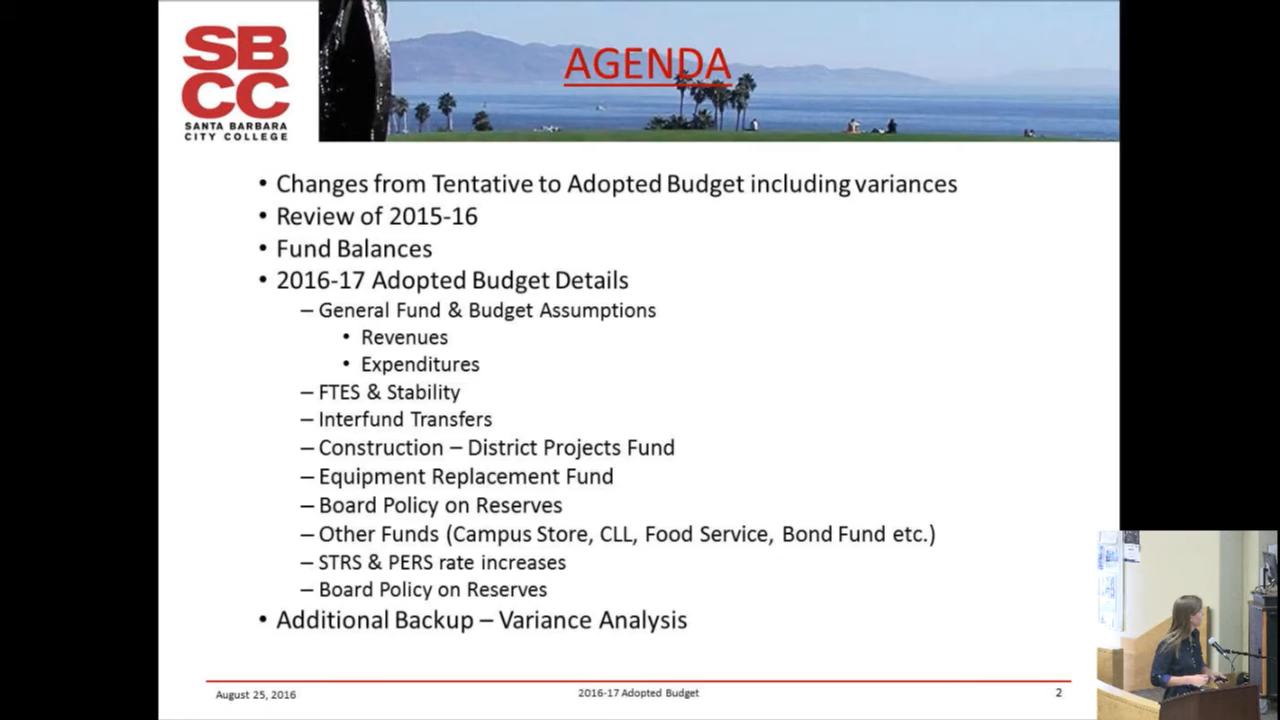 SB
CC
SANTA BARBARA
CITY COLLEGE
AGENDA
• Changes from Tentative to Adopted Budget including variances
• Review of 2015-16
• Fund Balances
• 2016-17 Adopted Budget Details
– General Fund & Budget Assumptions
• Revenues
• Expenditures
– FTES & Stability
– Interfund Transfers
– Construction – District Projects Fund
– Equipment Replacement Fund
– Board Policy on Reserves
– Other Funds (Campus Store, CLL, Food Service, Bond Fund etc.)
– STRS & PERS rate increases
– Board Policy on Reserves
• Additional Backup – Variance Analysis
August 25, 2016
2016-17 Adopted Budget
2